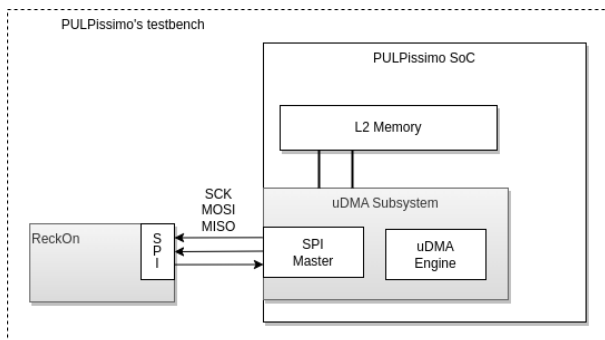 PULPissimo's testbench
PULPissimo SoC
L2 Memory
SCK
MOSI
MISO
uDMA Subsystem
ReckOn
S
P
I
SPI
Master
uDMA
Engine